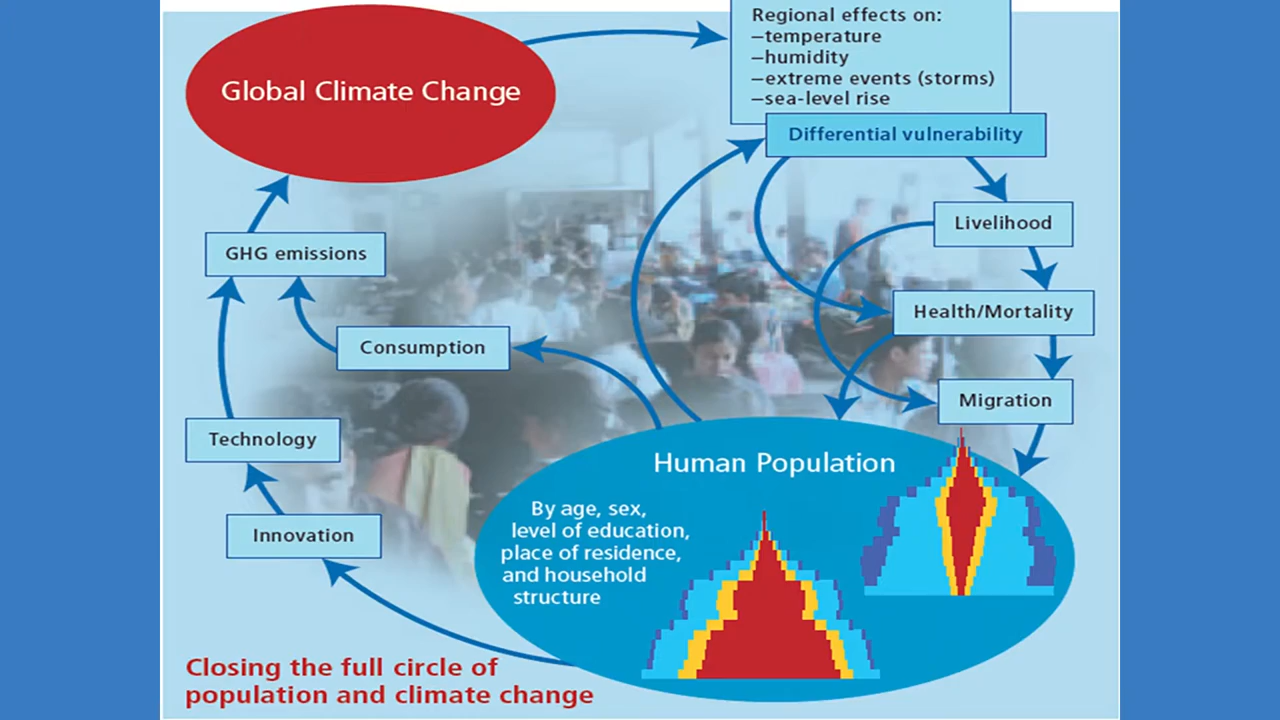 Global Climate Change
Regional effects on:
–temperature
–humidity
–extreme events (storms)
–sea-level rise
Differential vulnerability
Livelihood
GHG emissions
Health/Mortality
Consumption
Migration
Technology
Human Population
By age, sex,
level of education,
place of residence,
and household
structure
Innovation
Closing the full circle of
population and climate change